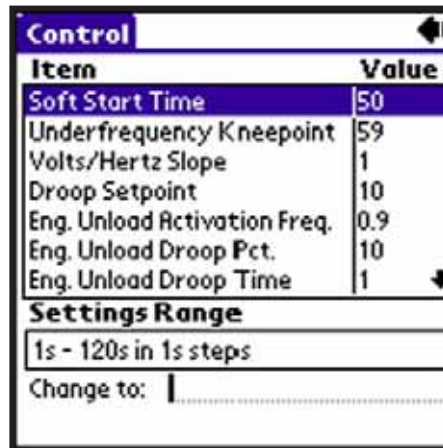 Control
Item Value
Soft Start Time 50
Underfrequency Kneepoint 59
Volts/Hertz Slope 1
Droop Setpoint 10
Eng. Unload Activation Freq. 0.9
Eng. Unload Droop Pct. 10
Eng. Unload Droop Time 1
Settings Range
1s - 120s in 1s steps
Change to: